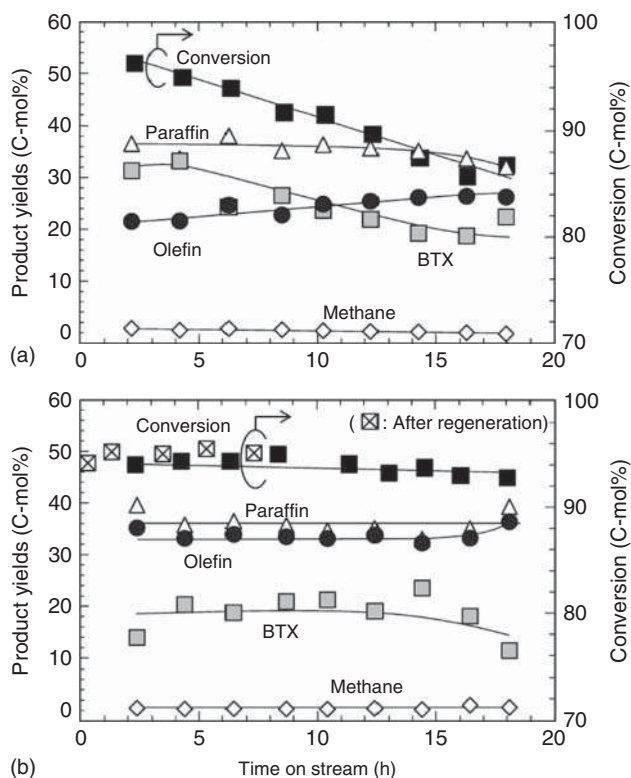 60
50
40
30
20
10
0
Product yields (C-mol%)
100
90
80
70
Conversion (C-mol%)
Conversion
Paraffin
Olefin
BTX
Methane
(a)
0
5
10
15
20
60
50
40
30
20
10
0
Product yields (C-mol%)
100
90
80
70
Conversion (C-mol%)
Conversion
( : After regeneration)
Paraffin
Olefin
BTX
Methane
(b)
0
5
10
15
20
Time on stream (h)